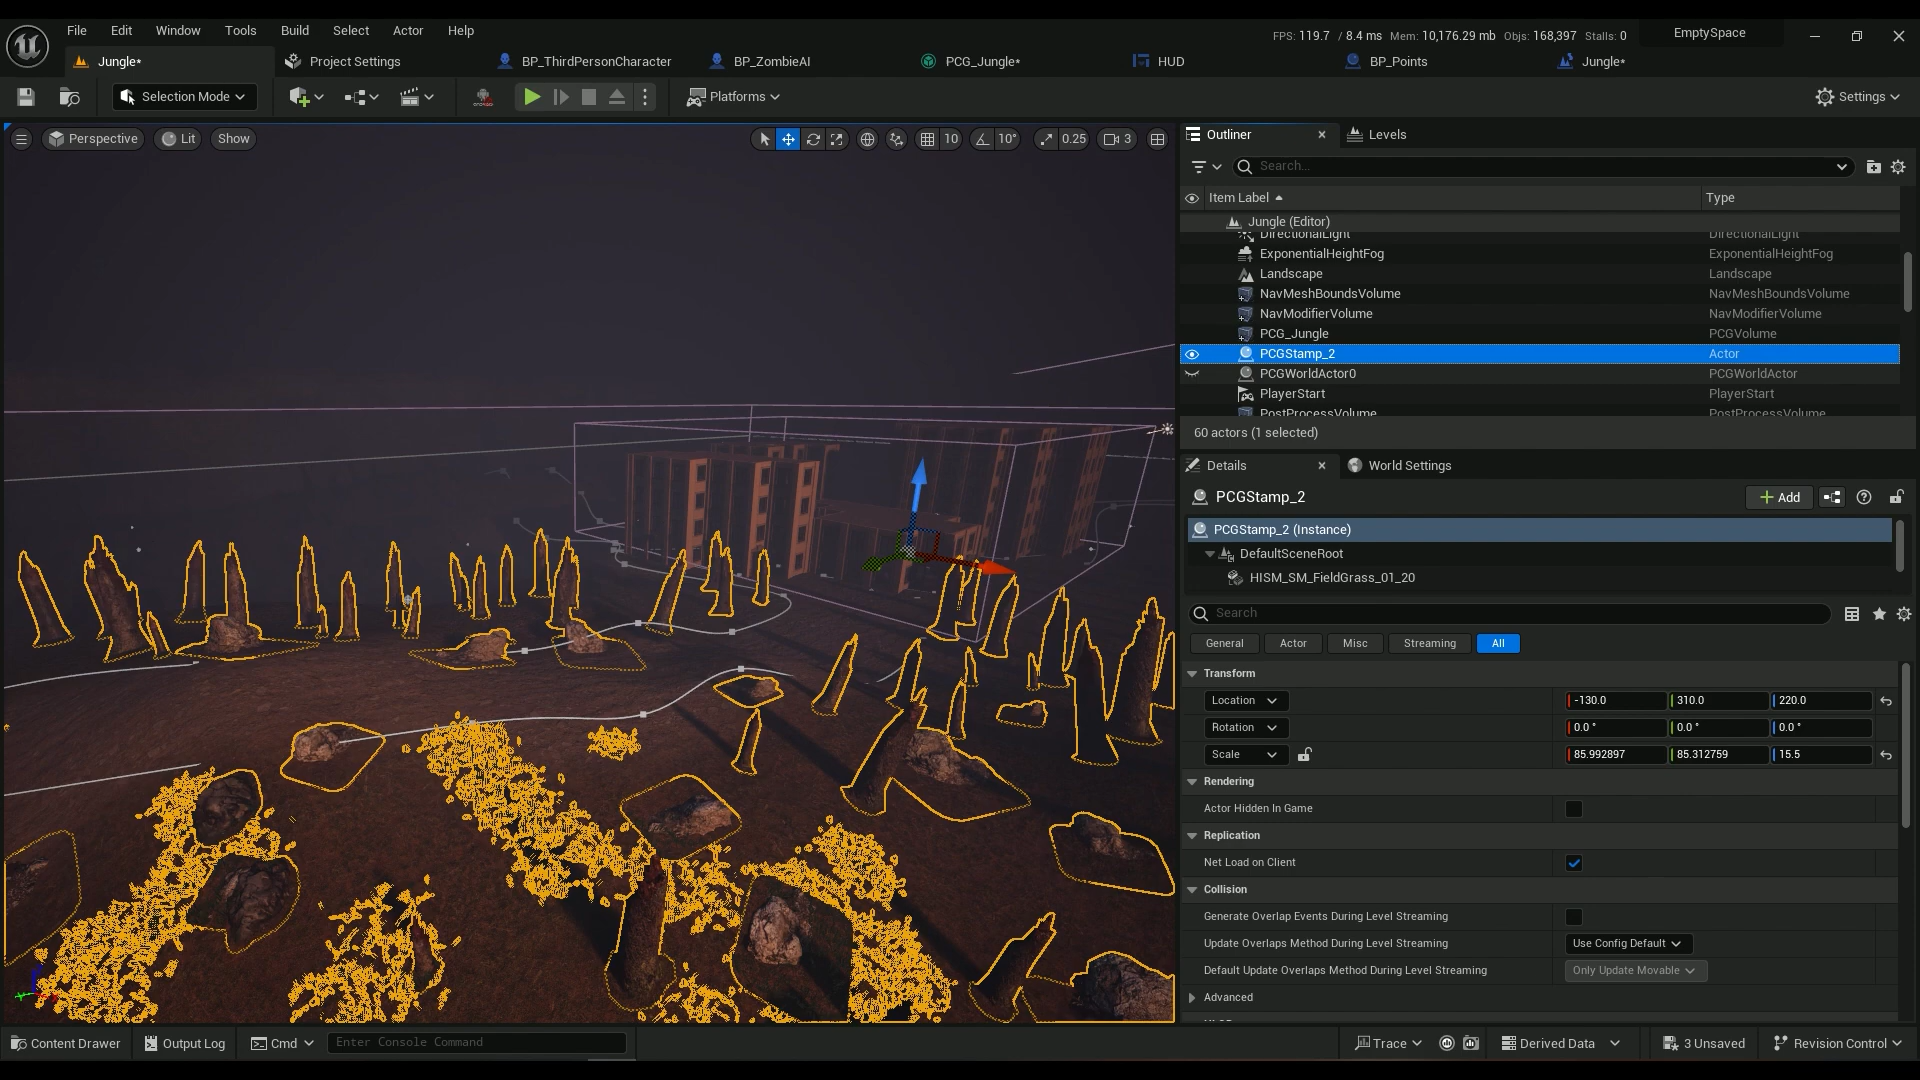 File Edit Window Tools Build Select Actor Help
FPS: 119.7 / 8.4 ms Mem: 10,176.29 mb Objs: 168,397 Stalls: 0
EmptySpace
Jungle* Project Settings BP_ThirdPersonCharacter BP_ZombieAI PCG_Jungle* HUD BP_Points Jungle*
Selection Mode Platforms Settings
Perspective Lit Show 10 10° 0.25 3
Outliner Levels
Search...
Item Label Type
Jungle (Editor)
DirectionalLight DirectionalLight
ExponentialHeightFog ExponentialHeightFog
Landscape Landscape
NavMeshBoundsVolume NavMeshBoundsVolume
NavModifierVolume NavModifierVolume
PCG_Jungle PCGVolume
PCGStamp_2 Actor
PCGWorldActor0 PCGWorldActor
PlayerStart PlayerStart
PostProcessVolume PostProcessVolume
60 actors (1 selected)
Details World Settings
PCGStamp_2 Add
PCGStamp_2 (Instance)
DefaultSceneRoot
HISM_SM_FieldGrass_01_20
Search
General Actor Misc Streaming All
Transform
Location -130.0 310.0 220.0
Rotation 0.0 ° 0.0 ° 0.0 °
Scale 85.992897 85.312759 15.5
Rendering
Actor Hidden In Game
Replication
Net Load on Client
Collision
Generate Overlap Events During Level Streaming
Update Overlaps Method During Level Streaming Use Config Default
Default Update Overlaps Method During Level Streaming Only Update Movable
Advanced
Content Drawer Output Log Cmd Enter Console Command Trace Derived Data 3 Unsaved Revision Control